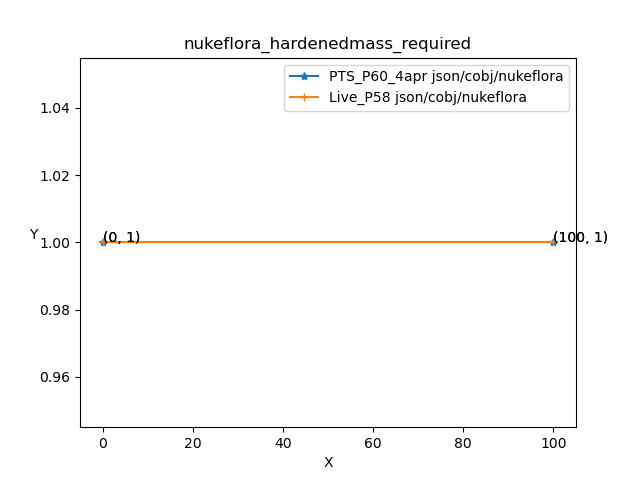 nukeflora_hardenedmass_required
PTS_P60_4apr json/cobj/nukeflora
Live_P58 json/cobj/nukeflora
1.04
1.02
Y
1.00
(0, 1)
(100, 1)
0.98
0.96
0
20
40
60
80
100
X